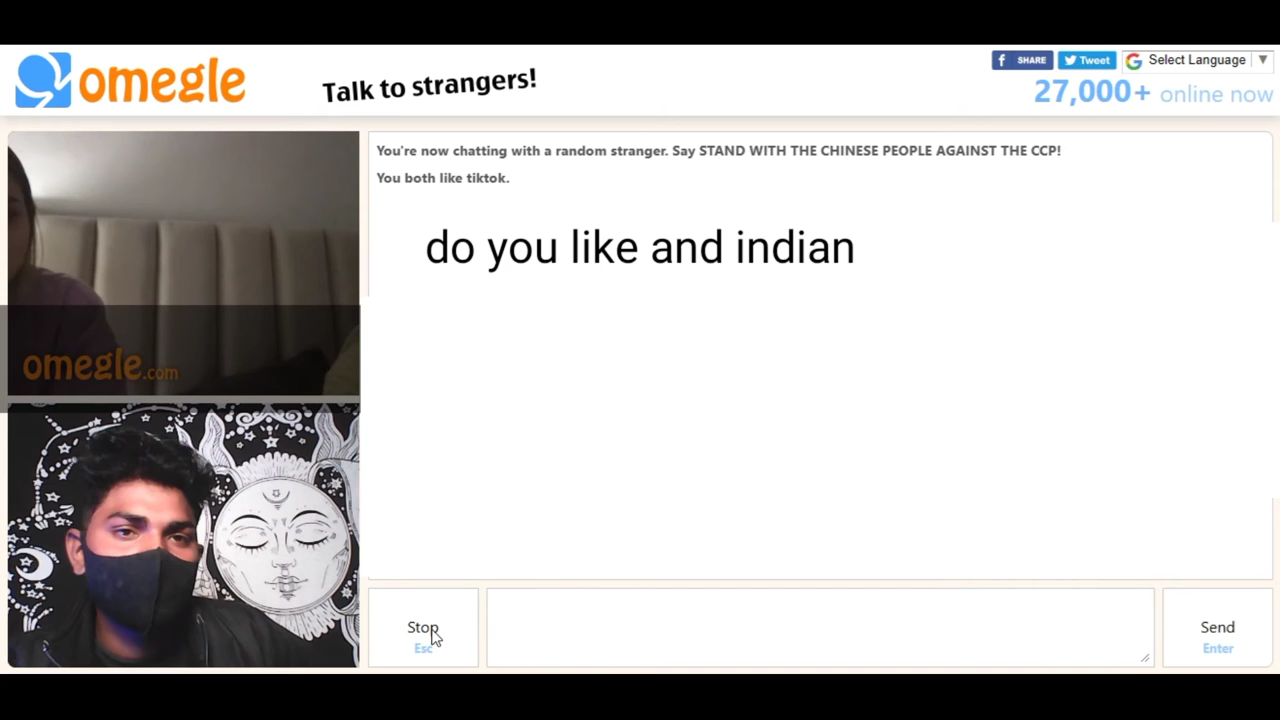 omegle
Talk to strangers!
f SHARE
Tweet
G Select Language ▼
27,000+ online now
You're now chatting with a random stranger. Say STAND WITH THE CHINESE PEOPLE AGAINST THE CCP!
You both like tiktok.
do you like and indian
omegle.com
Stop
Esc
Send
Enter